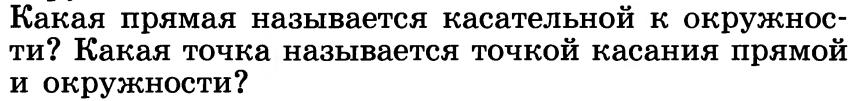 Какая прямая называется касательной к окружнос-
ти? Какая точка называется точкой касания прямой
и окружности?